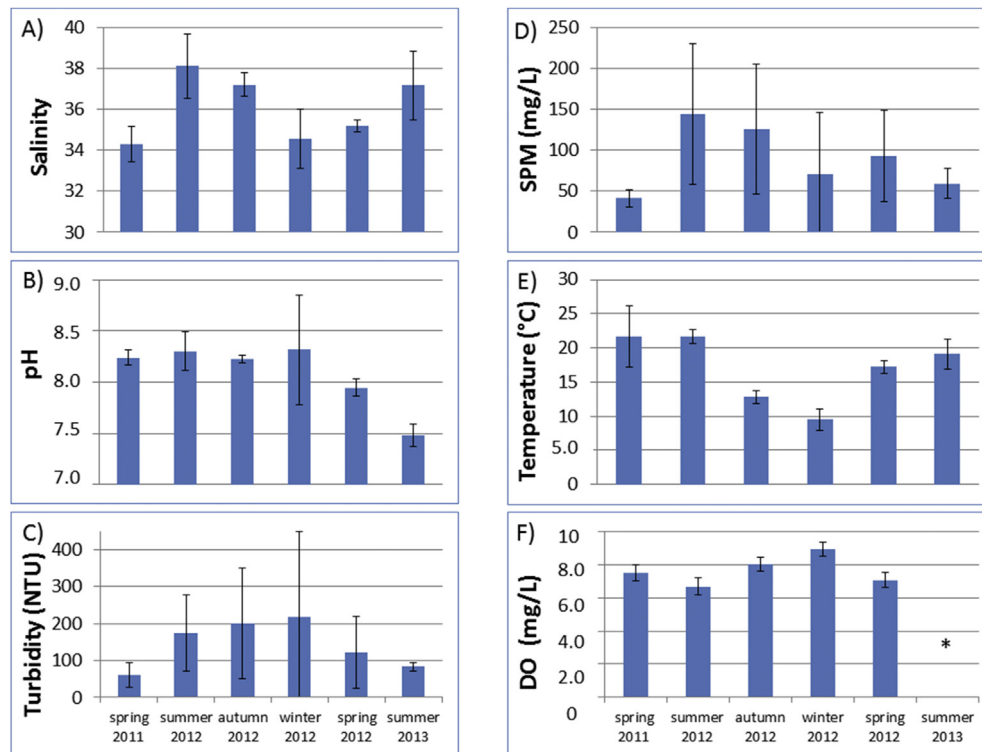 A)
Salinity
40
38
36
34
32
30
B)
pH
9.0
8.5
8.0
7.5
7.0
C)
Turbidity (NTU)
400
300
200
100
0
spring summer autumn winter spring summer
2011 2012 2012 2012 2012 2013
D)
SPM (mg/L)
250
200
150
100
50
0
E)
Temperature (°C)
30
25
20
15
10
5.0
0
F)
DO (mg/L)
10
8.0
6.0
4.0
2.0
0
*
spring summer autumn winter spring summer
2011 2012 2012 2012 2012 2013